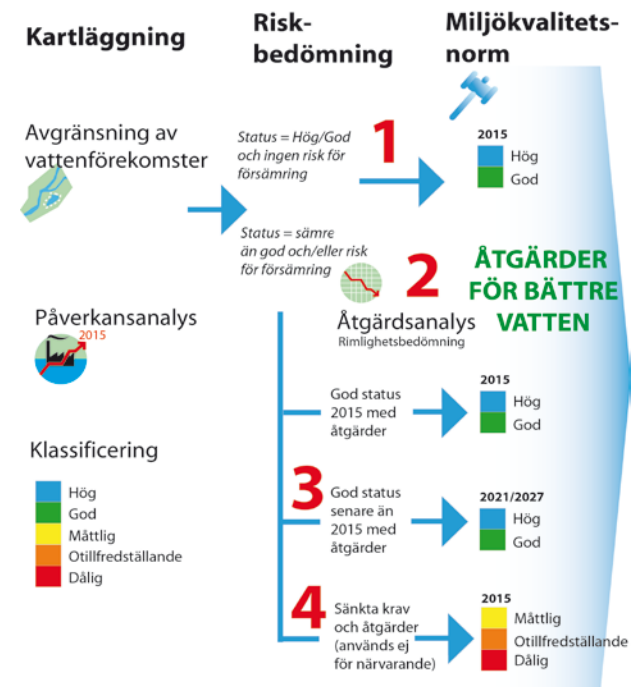 Kartläggning
Risk-
bedömning
Miljökvalitets-
norm
Avgränsning av
vattenförekomster
Status = Hög/God
och ingen risk för
försämring
1
2015
Hög
God
Status = sämre
än god och/eller risk
för försämring
2
Åtgärdsanalys
Rimlighetsbedömning
ÅTGÄRDER
FÖR BÄTTRE
VATTEN
Påverkansanalys
2015
God status
2015 med
åtgärder
2015
Hög
God
Klassificering
Hög
God
Måttlig
Otillfredställande
Dålig
3
God status
senare än
2015 med
åtgärder
2021/2027
Hög
God
4
Sänkta krav
och åtgärder
(används ej
för närvarande)
2015
Måttlig
Otillfredställande
Dålig